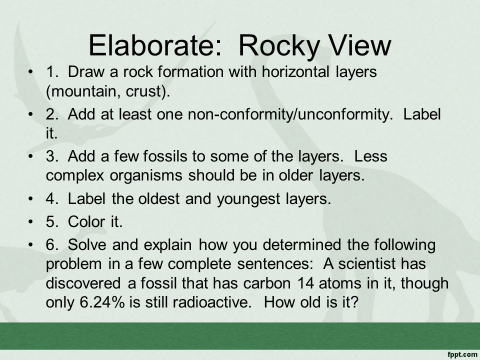 Elaborate:  Rocky View
• 1.  Draw a rock formation with horizontal layers
(mountain, crust).
• 2.  Add at least one non-conformity/unconformity.  Label
it.
• 3.  Add a few fossils to some of the layers.  Less
complex organisms should be in older layers.
• 4.  Label the oldest and youngest layers.
• 5.  Color it.
• 6.  Solve and explain how you determined the following
problem in a few complete sentences:  A scientist has
discovered a fossil that has carbon 14 atoms in it, though
only 6.24% is still radioactive.   How old is it?
fppt.com